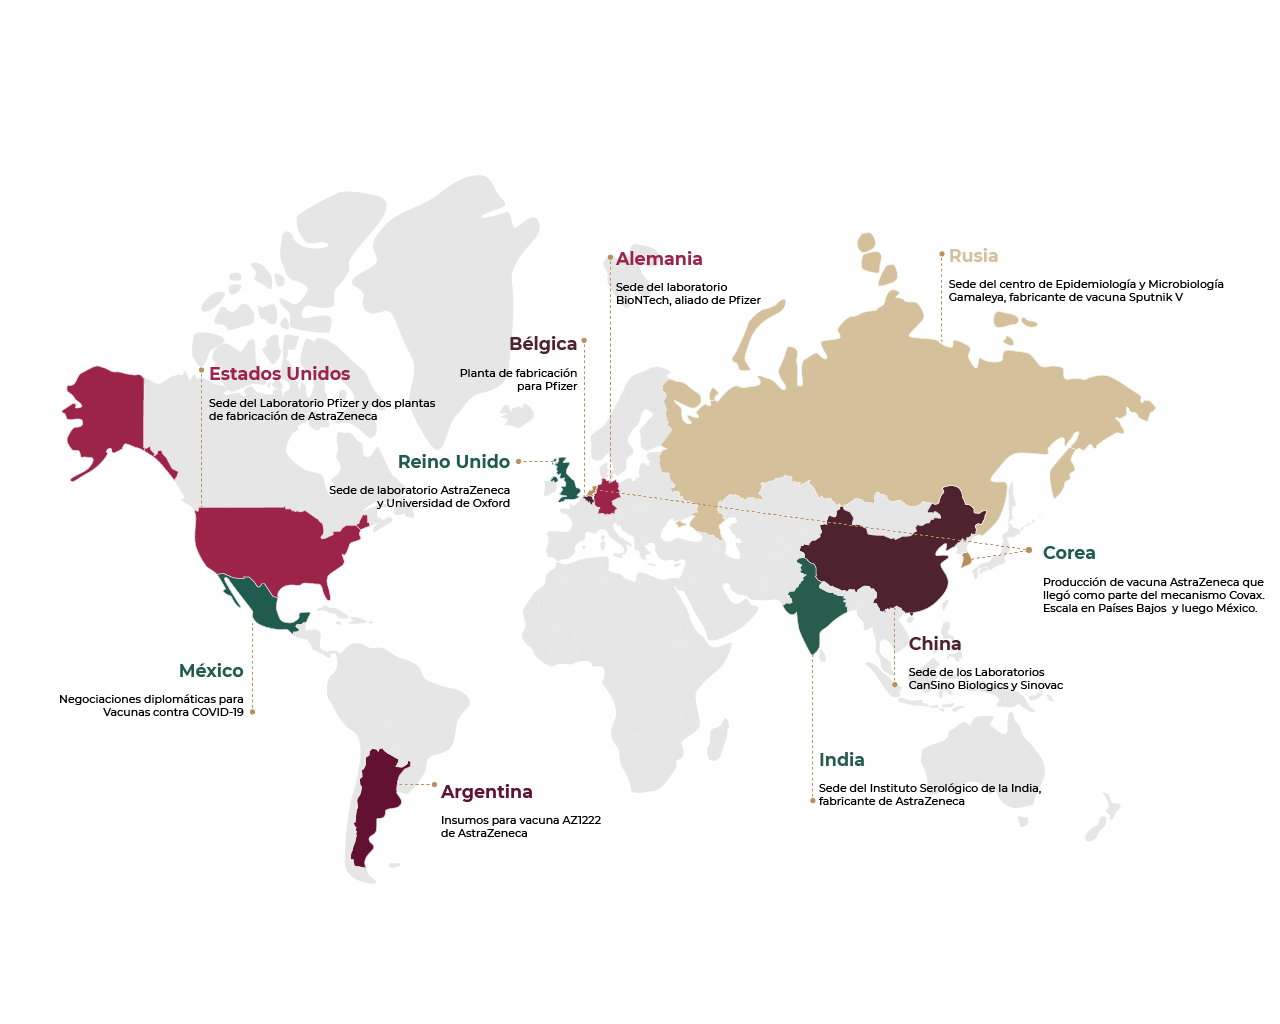 Alemania
Sede del laboratorio
BioNTech, aliado de Pfizer
Rusia
Sede del centro de Epidemiología y Microbiología
Gamaleya, fabricante de vacuna Sputnik V
Bélgica
Planta de fabricación
para Pfizer
Estados Unidos
Sede del Laboratorio Pfizer y dos plantas
de fabricación de AstraZeneca
Reino Unido
Sede de laboratorio AstraZeneca
y Universidad de Oxford
Corea
Producción de vacuna AstraZeneca que
llegó como parte del mecanismo Covax.
Escala en Países Bajos y luego México.
China
Sede de los Laboratorios
CanSino Biologics y Sinovac
México
Negociaciones diplomáticas para
Vacunas contra COVID-19
India
Sede del Instituto Serológico de la India,
fabricante de AstraZeneca
Argentina
Insumos para vacuna AZ1222
de AstraZeneca